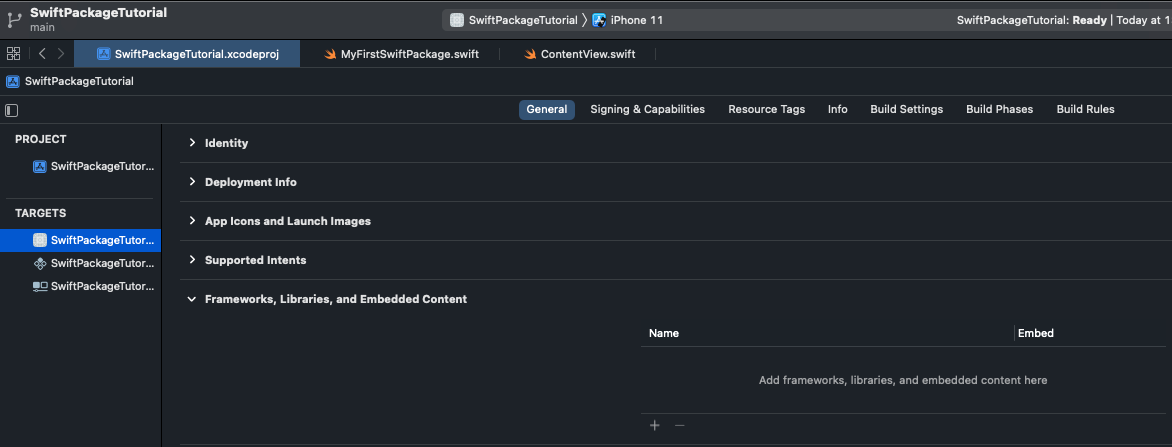 SwiftPackageTutorial
main
SwiftPackageTutorial 〉 iPhone 11
SwiftPackageTutorial: Ready | Today at 1
SwiftPackageTutorial.xcodeproj
MyFirstSwiftPackage.swift
ContentView.swift
SwiftPackageTutorial
General Signing & Capabilities Resource Tags Info Build Settings Build Phases Build Rules
PROJECT
SwiftPackageTutor...
TARGETS
SwiftPackageTutor...
SwiftPackageTutor...
SwiftPackageTutor...
Identity
Deployment Info
App Icons and Launch Images
Supported Intents
Frameworks, Libraries, and Embedded Content
Name Embed
Add frameworks, libraries, and embedded content here